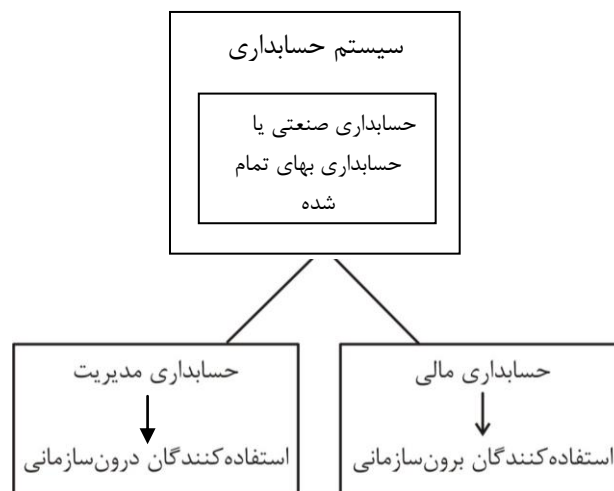 سیستم حسابداری
حسابداری صنعتی یا
حسابداری بهای تمام
شده
حسابداری مالی
استفاده‌کنندگان برون‌سازمانی
حسابداری مدیریت
استفاده‌کنندگان درون‌سازمانی